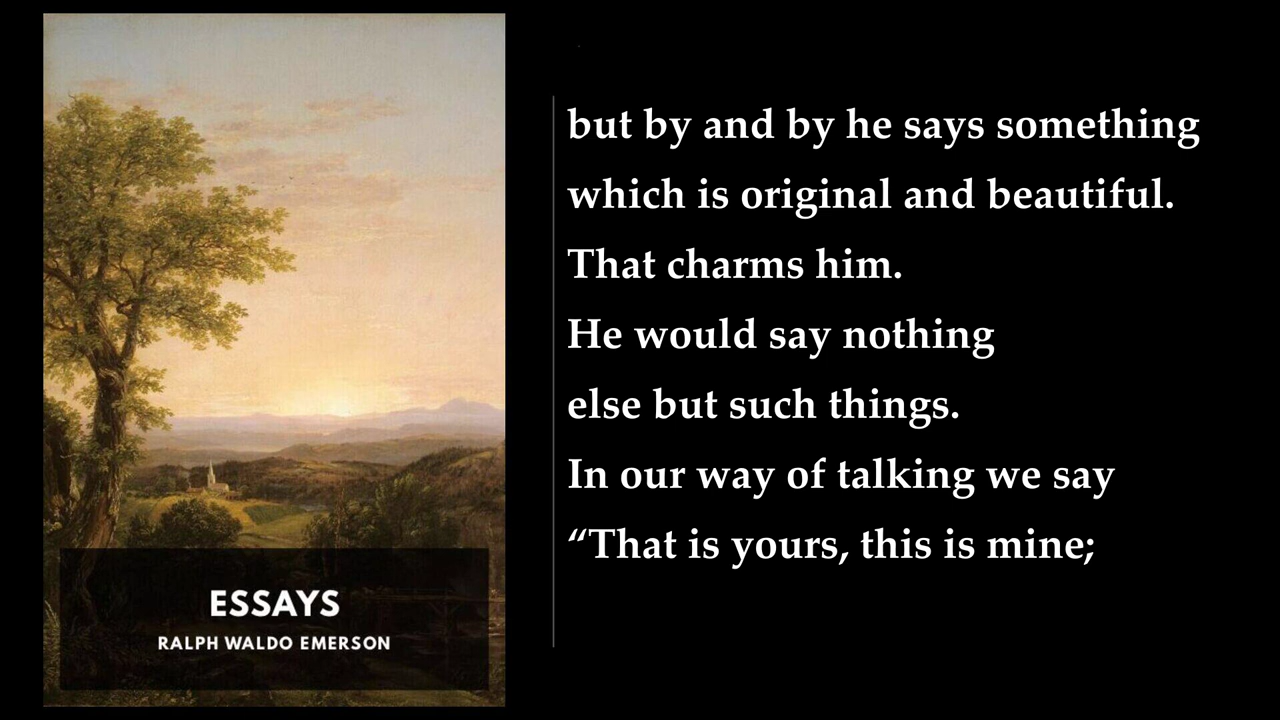 ESSAYS
RALPH WALDO EMERSON
but by and by he says something
which is original and beautiful.
That charms him.
He would say nothing
else but such things.
In our way of talking we say
“That is yours, this is mine;